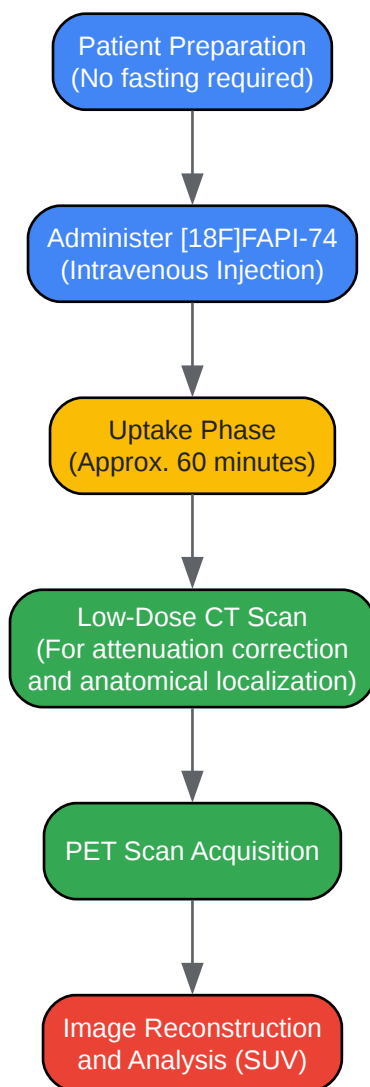 Patient Preparation
(No fasting required)
Administer [18F]FAPI-74
(Intravenous Injection)
Uptake Phase
(Approx. 60 minutes)
Low-Dose CT Scan
(For attenuation correction
and anatomical localization)
PET Scan Acquisition
Image Reconstruction
and Analysis (SUV)